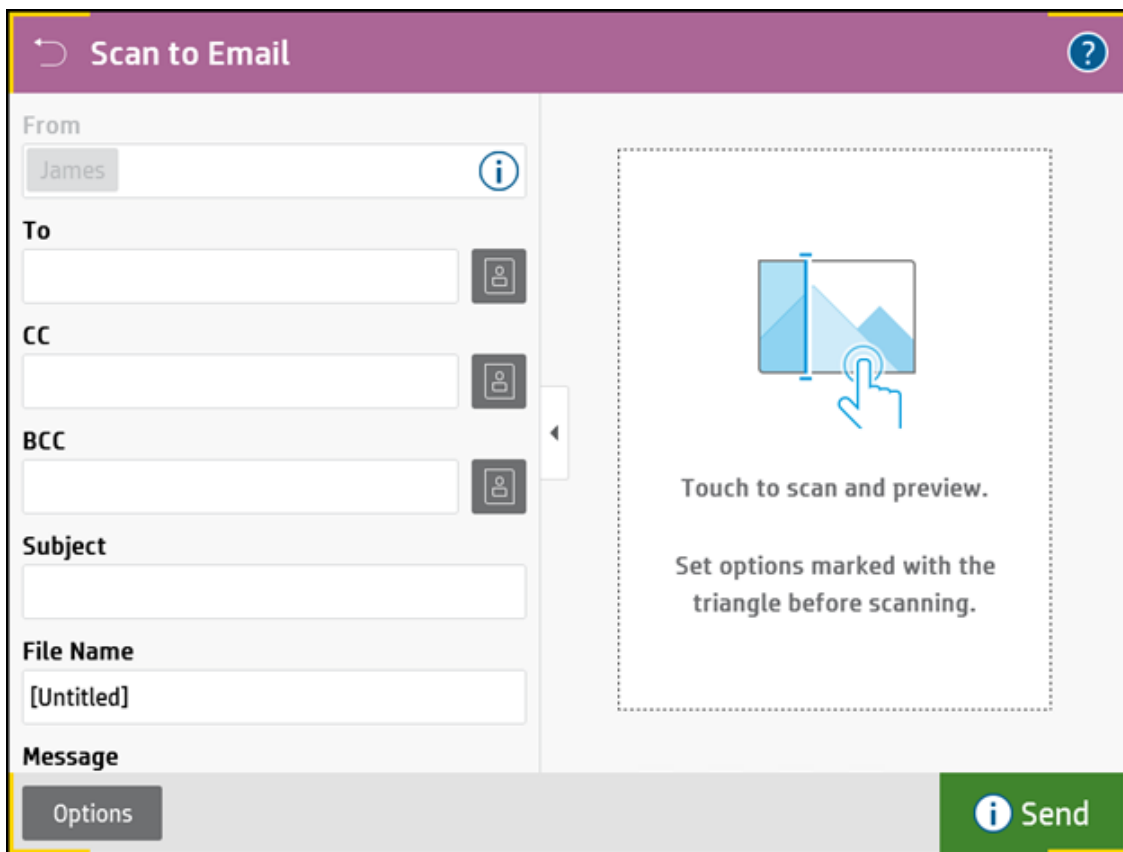 Scan to Email
?
From
James
i
To
CC
BCC
Subject
File Name
[Untitled]
Message
Touch to scan and preview.
Set options marked with the
triangle before scanning.
Options
i Send